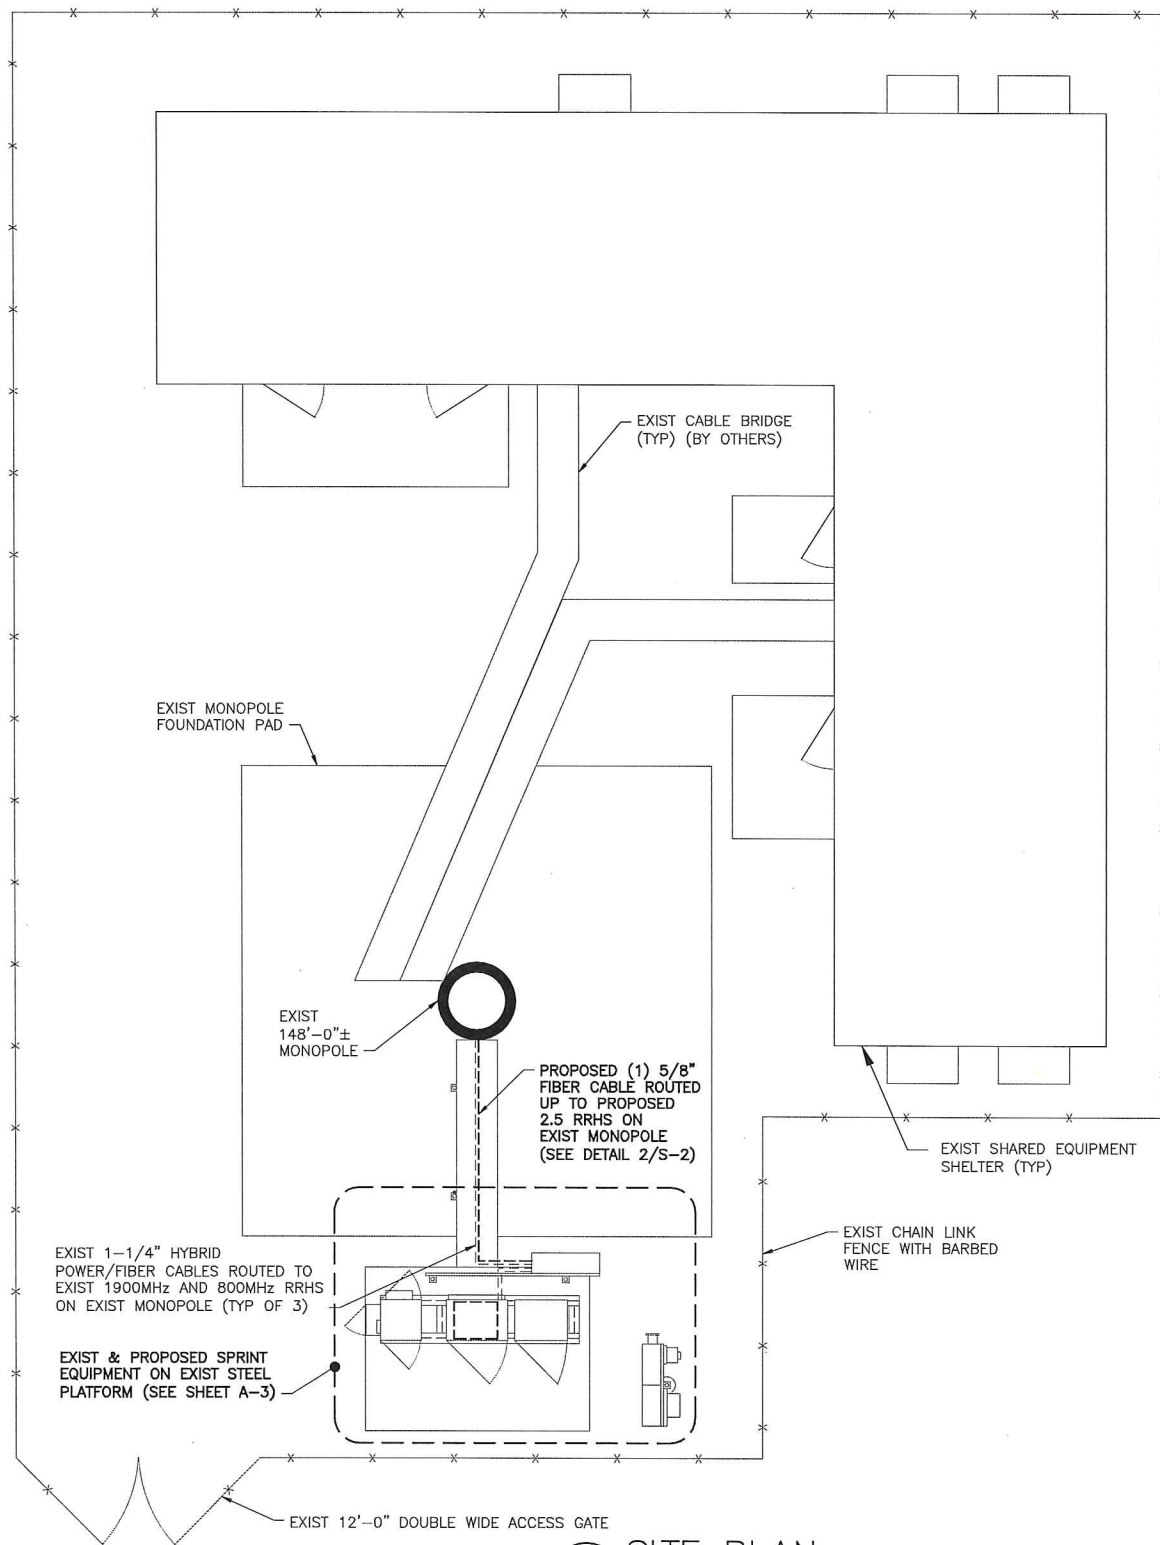 EXIST CABLE BRIDGE
(TYP) (BY OTHERS)
EXIST MONOPOLE
FOUNDATION PAD
EXIST
148'-0"±
MONOPOLE
PROPOSED (1) 5/8"
FIBER CABLE ROUTED
UP TO PROPOSED
2.5 RRHS ON
EXIST MONOPOLE
(SEE DETAIL 2/S-2)
EXIST SHARED EQUIPMENT
SHELTER (TYP)
EXIST CHAIN LINK
FENCE WITH BARBED
WIRE
EXIST 1-1/4" HYBRID
POWER/FIBER CABLES ROUTED TO
EXIST 1900MHz AND 800MHz RRHS
ON EXIST MONOPOLE (TYP OF 3)
EXIST & PROPOSED SPRINT
EQUIPMENT ON EXIST STEEL
PLATFORM (SEE SHEET A-3)
EXIST 12'-0" DOUBLE WIDE ACCESS GATE
SITE PLAN